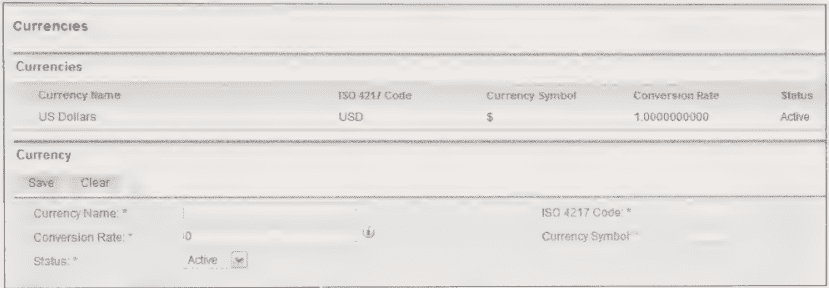 Currencies
Currencies
Currency Name ISO 4217 Code Currency Symbol Conversion Rate Status
US Dollars USD $ 1.0000000000 Active
Currency
Save Clear
Currency Name: * ISO 4217 Code: *
Conversion Rate: * 0 Currency Symbol: *
Status: * Active